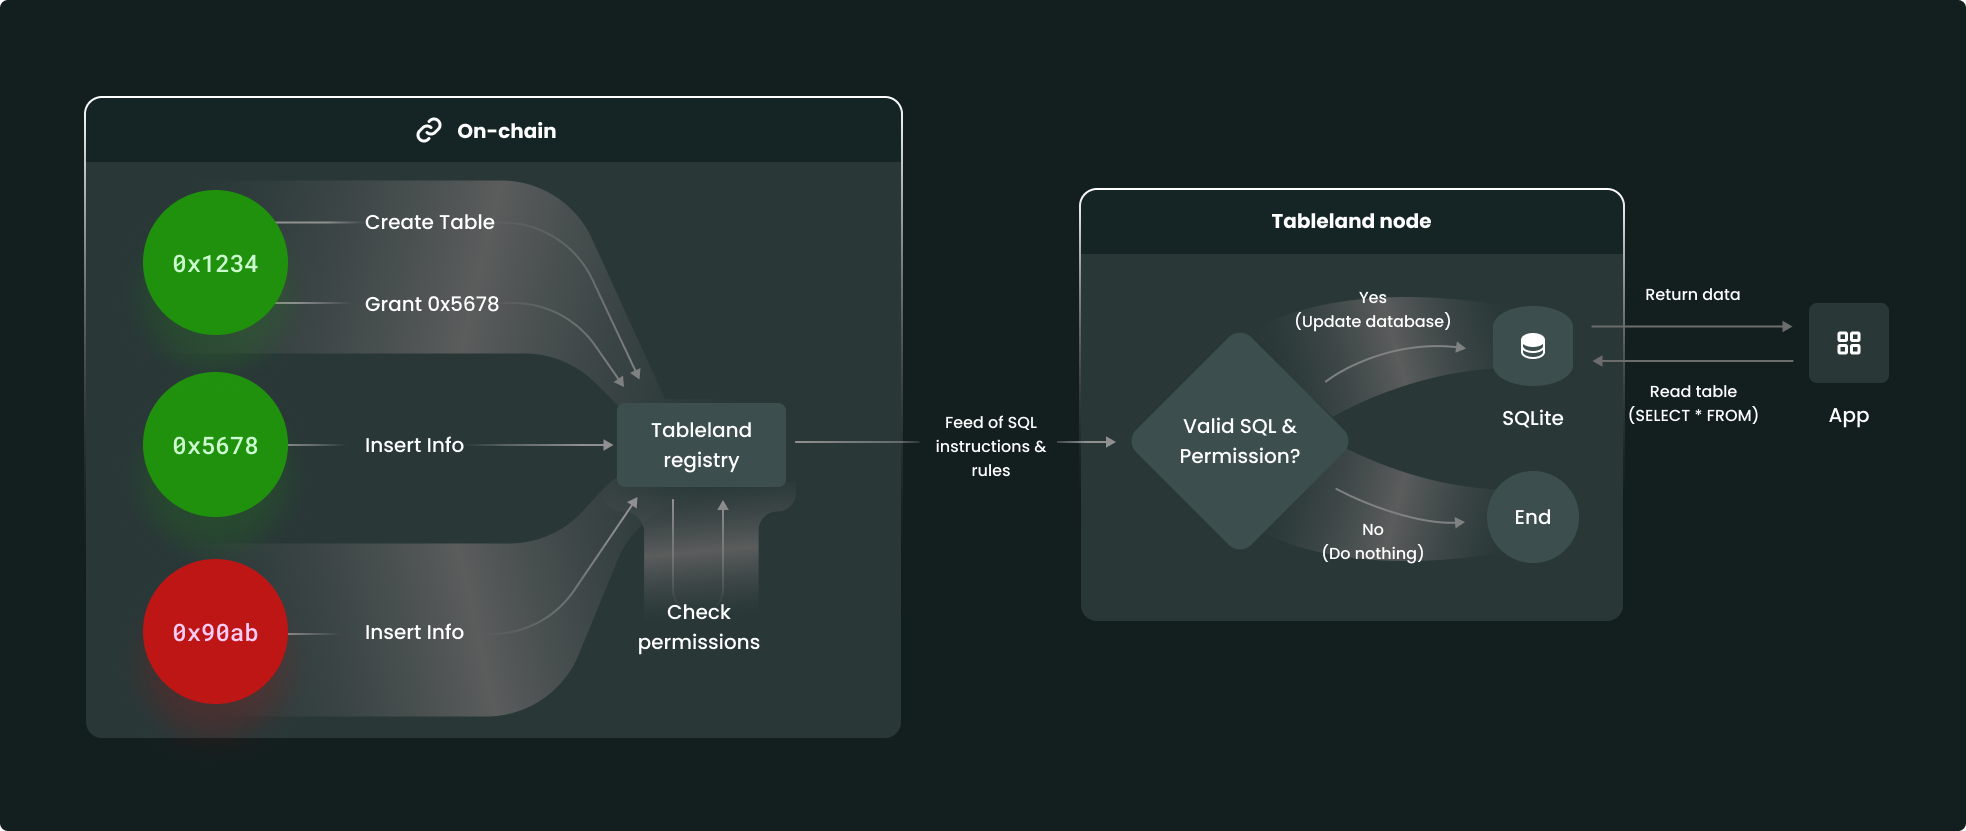 On-chain
0x1234
Create Table
Grant 0x5678
0x5678
Insert Info
0x90ab
Insert Info
Tableland
registry
Check
permissions
Feed of SQL
instructions &
rules
Tableland node
Valid SQL &
Permission?
Yes
(Update database)
No
(Do nothing)
SQLite
End
Return data
Read table
(SELECT * FROM)
App